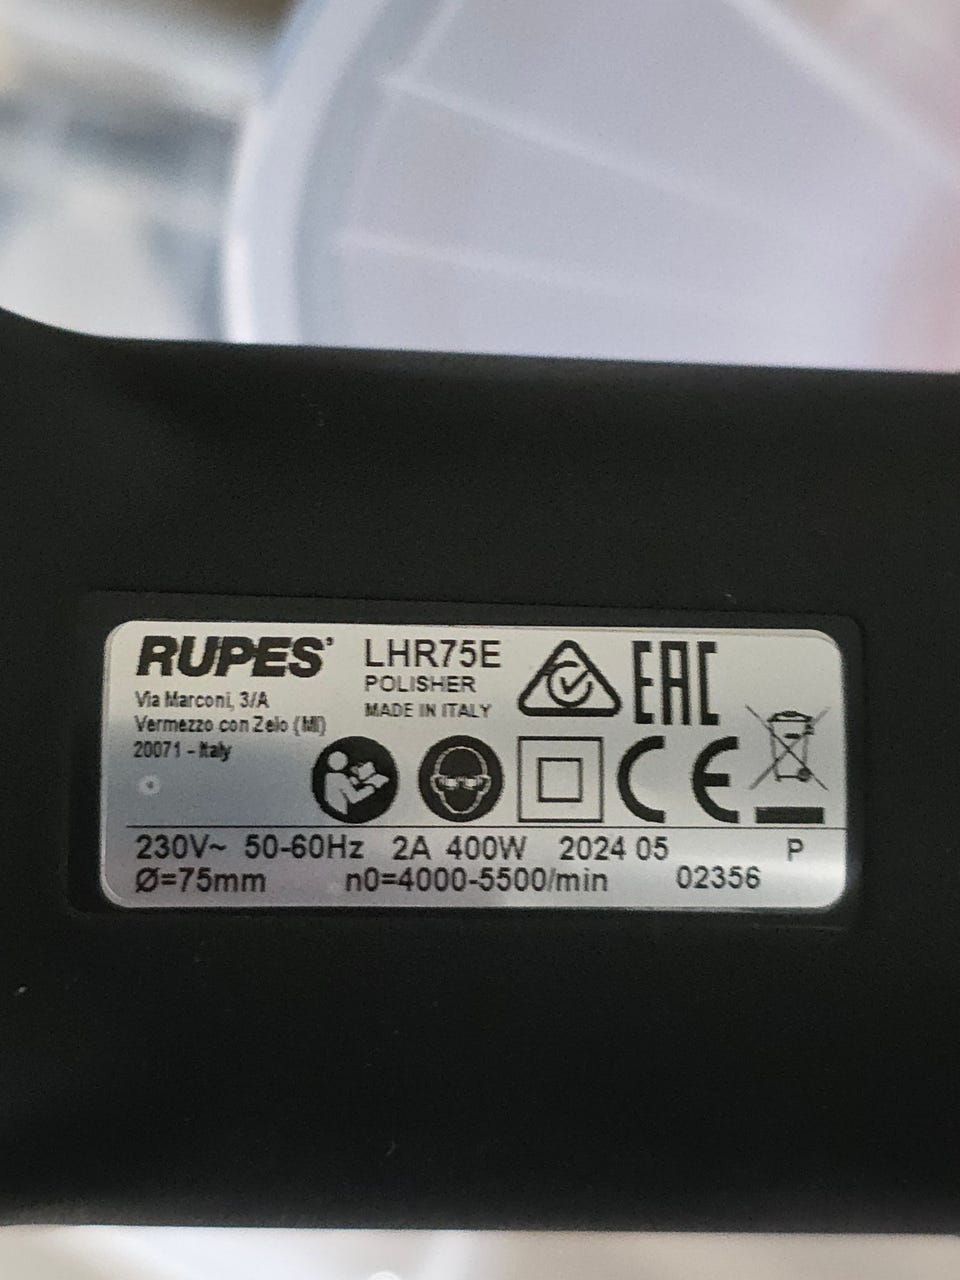 RUPES'
LHR75E
POLISHER
MADE IN ITALY
Via Marconi, 3/A
Vermezzo con Zelo (MI)
20071 - Italy
EAC
CE
230V~ 50-60Hz 2A 400W 2024 05 P
Ø=75mm n0=4000-5500/min 02356